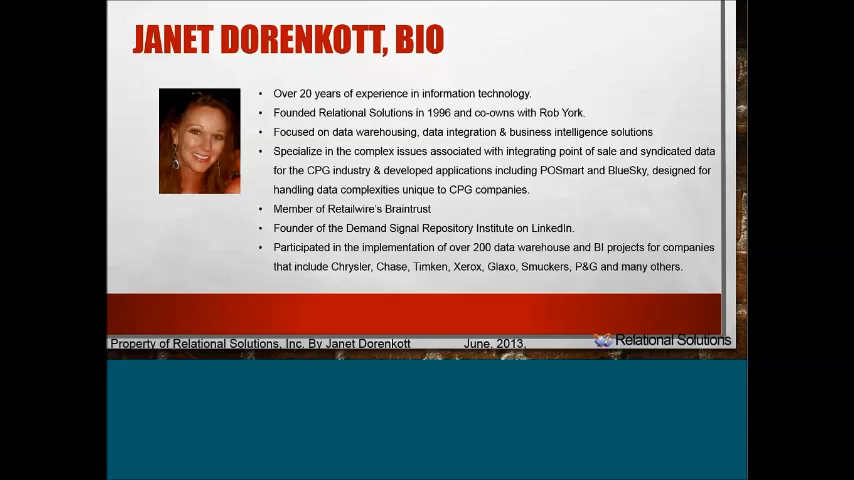 JANET DORENKOTT, BIO
• Over 20 years of experience in information technology.
• Founded Relational Solutions in 1996 and co-owns with Rob York.
• Focused on data warehousing, data integration & business intelligence solutions
• Specialize in the complex issues associated with integrating point of sale and syndicated data
for the CPG industry & developed applications including POSmart and BlueSky, designed for
handling data complexities unique to CPG companies.
• Member of Retailwire's Braintrust
• Founder of the Demand Signal Repository Institute on LinkedIn.
• Participated in the implementation of over 200 data warehouse and BI projects for companies
that include Chrysler, Chase, Timken, Xerox, Glaxo, Smuckers, P&G and many others.
Property of Relational Solutions, Inc. By Janet Dorenkott June, 2013, Relational Solutions